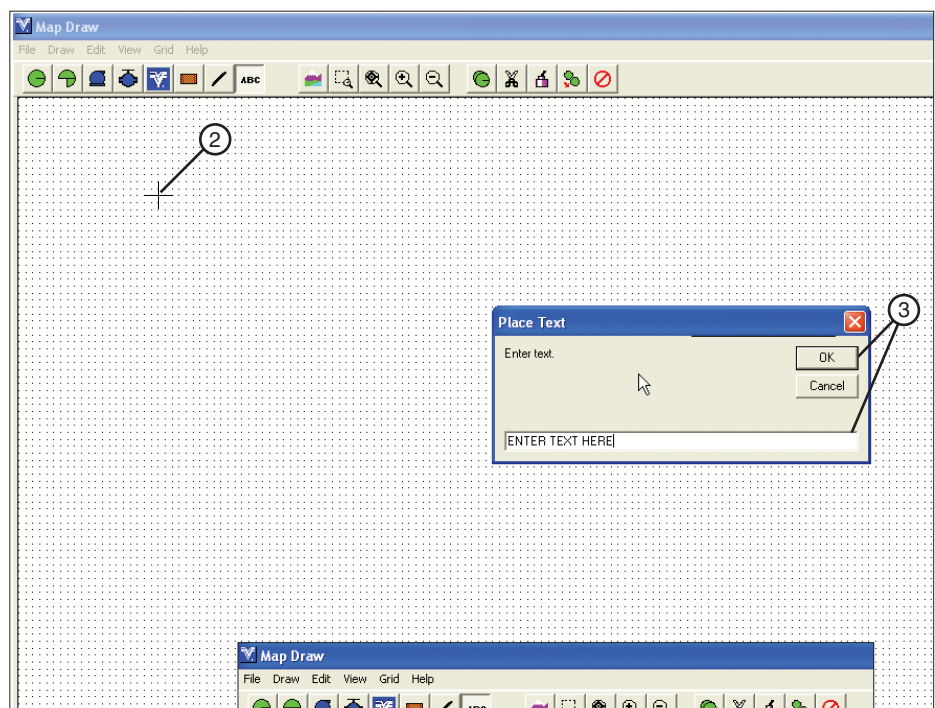 Map Draw
File Draw Edit View Grid Help
ABC
2
3
Place Text
Enter text.
OK
Cancel
ENTER TEXT HERE
Map Draw
File Draw Edit View Grid Help